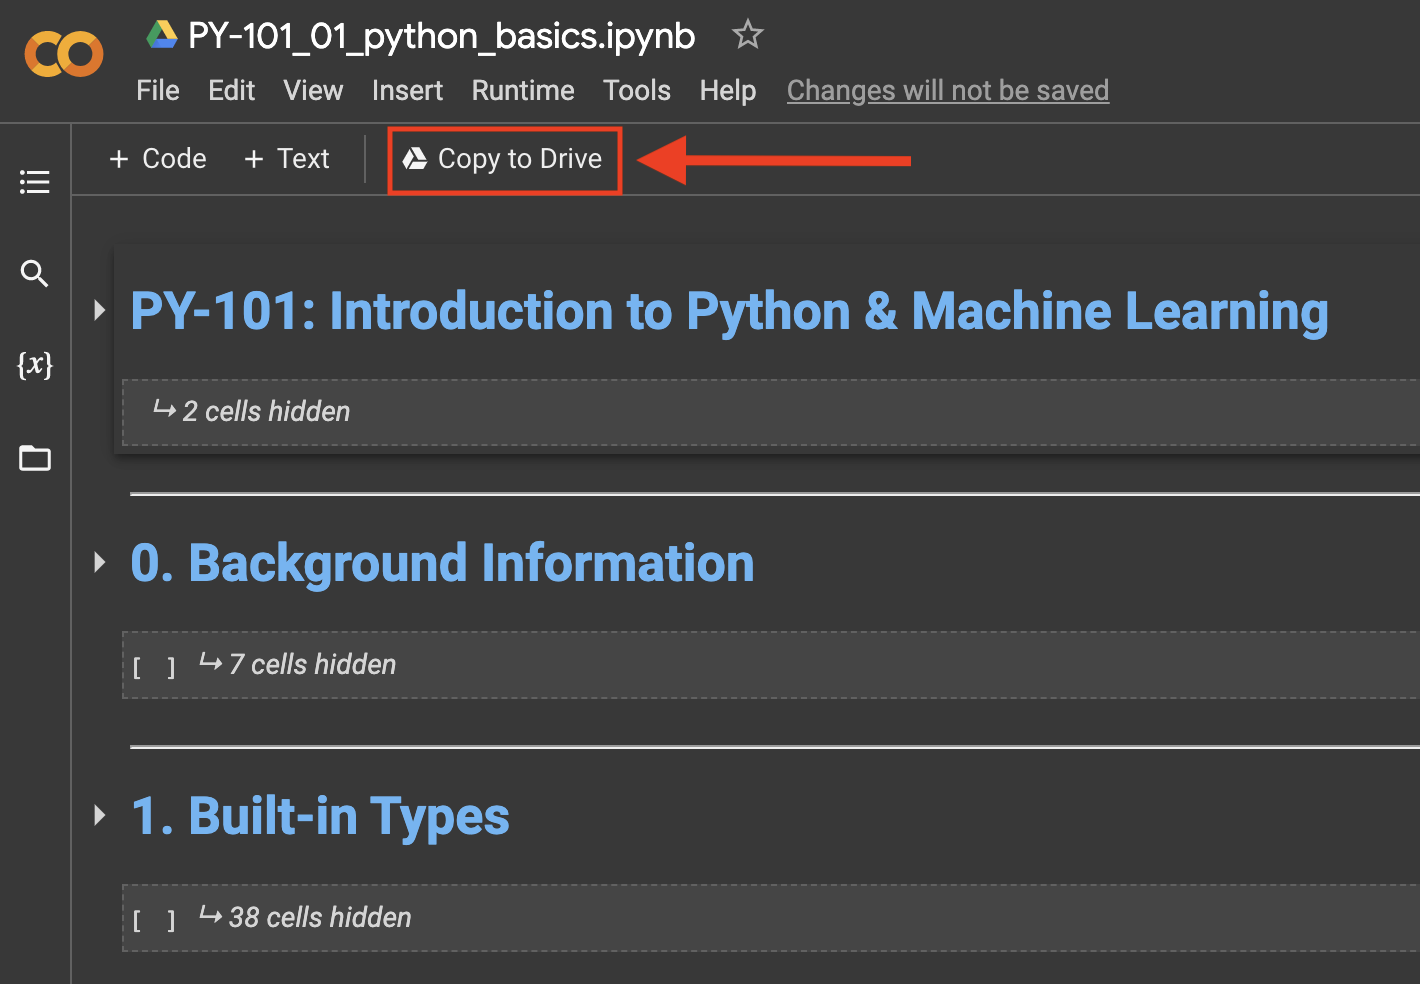 PY-101_01_python_basics.ipynb
File Edit View Insert Runtime Tools Help Changes will not be saved
+ Code + Text Copy to Drive
{x}
PY-101: Introduction to Python & Machine Learning
2 cells hidden
0. Background Information
[ ] 7 cells hidden
1. Built-in Types
[ ] 38 cells hidden